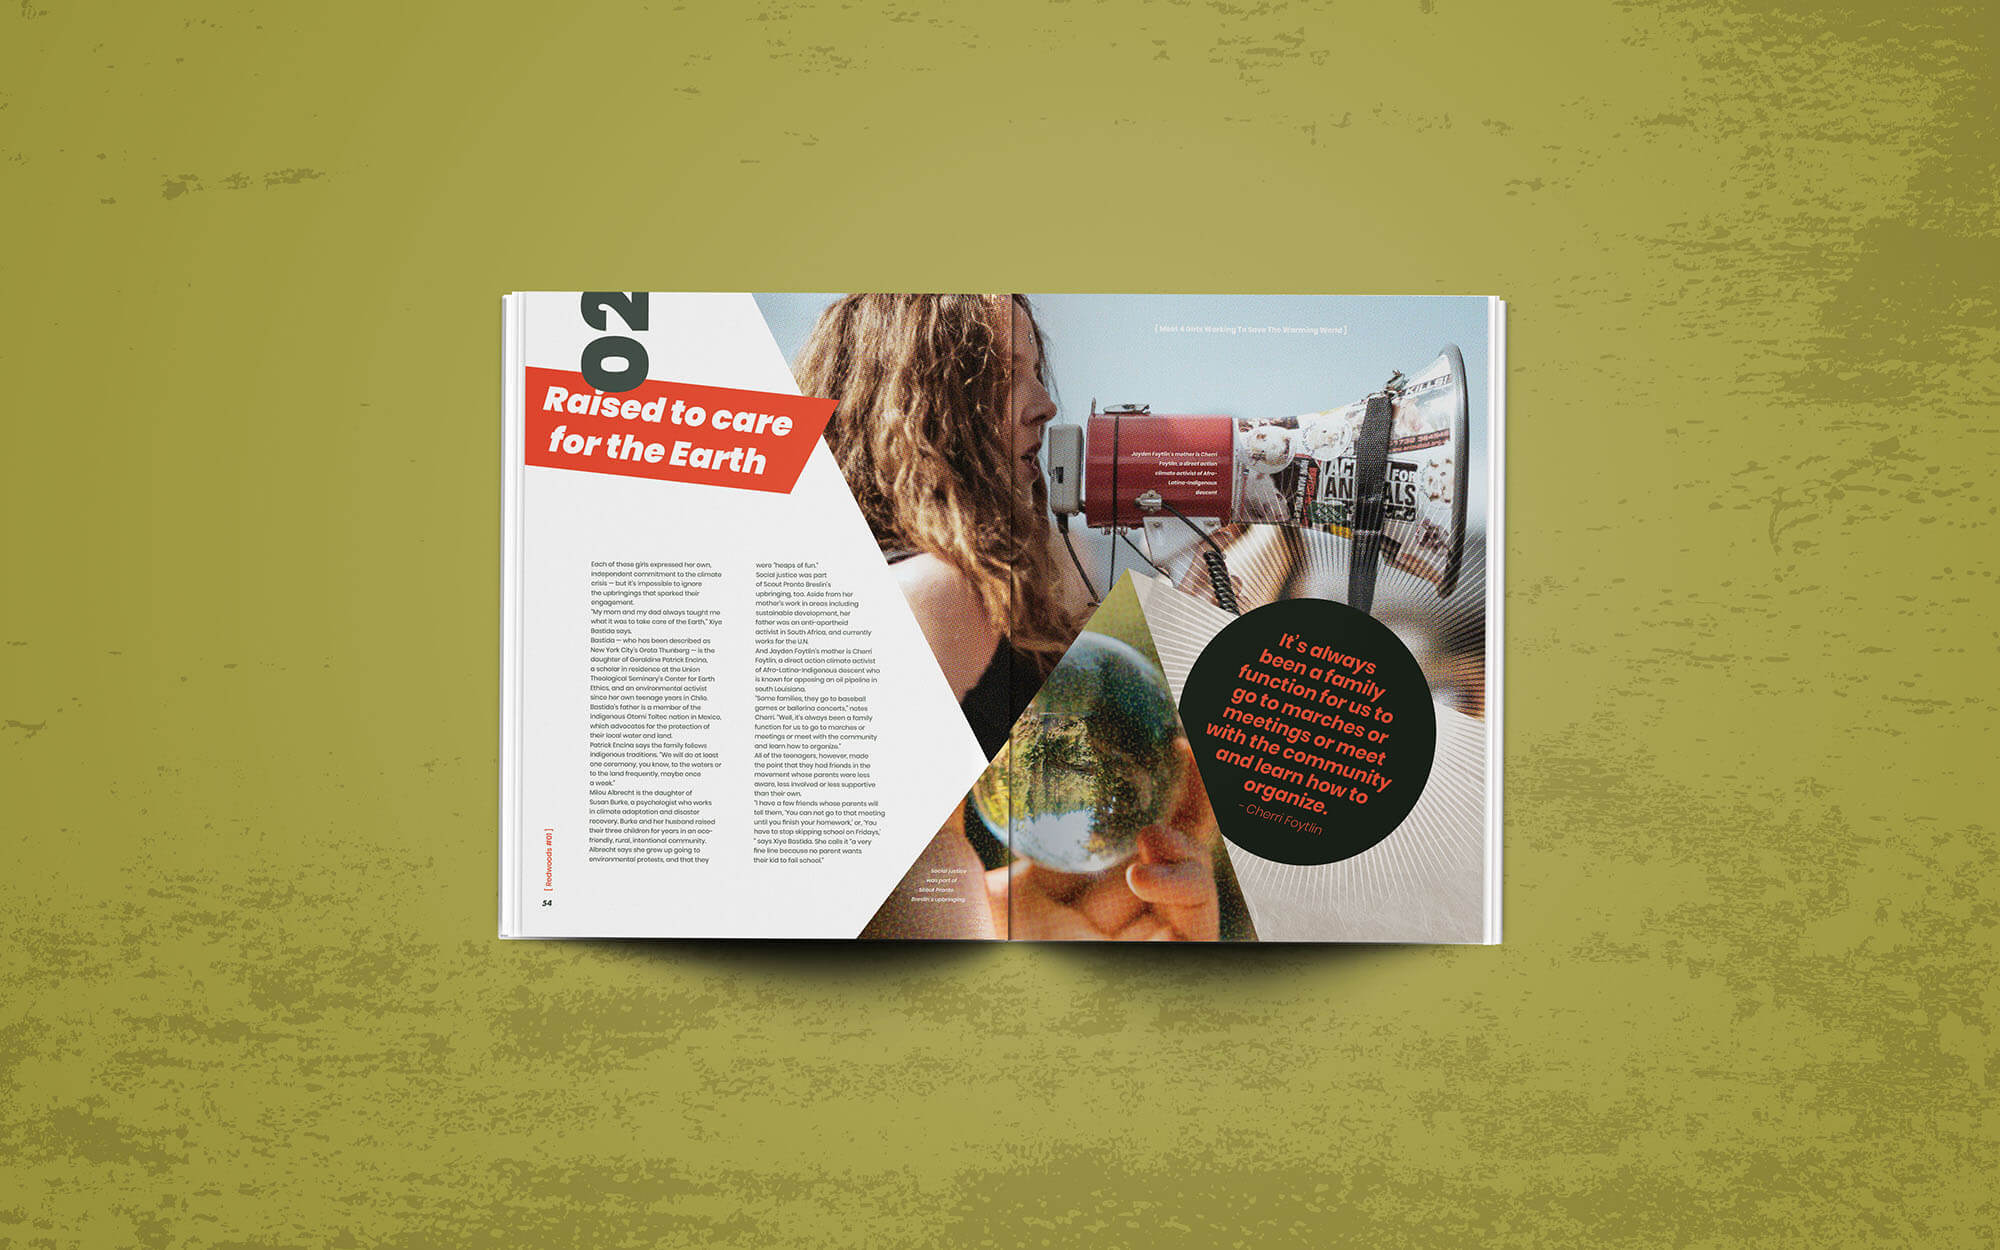 02
Raised to care
for the Earth
Each of these girls expressed her own,
independent commitment to the climate
crisis — but it's impossible to ignore
the upbringings that sparked their
engagement.
"My mom and my dad always taught me
what it was to take care of the Earth," Xiye
Bastida says.
Bastida — who has been described as
New York City's Greta Thunberg — is the
daughter of Geraldine Patrick Encina,
a scholar in residence at the Union
Theological Seminary's Center for Earth
Ethics, and an environmental activist
since her own teenage years in Chile.
Bastida's father is a member of the
indigenous Otomi Toltec nation in Mexico,
which advocates for the protection of
their local water and land.
Patrick Encina says the family follows
indigenous traditions. "We will do at least
one ceremony, you know, to the waters or
to the land frequently, maybe once
a week."
Milou Albrecht is the daughter of
Susan Burke, a psychologist who works
in climate adaptation and disaster
recovery. Burke and her husband raised
their three children for years in an eco-
friendly, rural, intentional community.
Albrecht says she grew up going to
environmental protests, and that they
were "heaps of fun."
Social justice was part
of Scout Pronto Breslin's
upbringing, too. Aside from her
mother's work in areas including
sustainable development, her
father was an anti-apartheid
activist in South Africa, and currently
works for the U.N.
And Jayden Foytlin's mother is Cherri
Foytlin, a direct action climate activist
of Afro-Latina-Indigenous descent who
is known for opposing an oil pipeline in
south Louisiana.
"Some families, they go to baseball
games or ballerina concerts," notes
Cherri. "Well, it's always been a family
function for us to go to marches or
meetings or meet with the community
and learn how to organize."
All of the teenagers, however, made
the point that they had friends in the
movement whose parents were less
aware, less involved or less supportive
than their own.
"I have a few friends whose parents will
tell them, 'You can not go to that meeting
until you finish your homework,' or, 'You
have to stop skipping school on Fridays,'
" says Xiye Bastida. She calls it "a very
fine line because no parent wants
their kid to fail school."
[ Redwoods #01 ]
54
Social justice
was part of
Scout Pronto
Breslin's upbringing
[ Meet 4 Girls Working To Save The Warming World ]
Jayden Foytlin's mother is Cherri
Foytlin, a direct action
climate activist of Afro-
Latina-Indigenous
descent
KILLS!
FOR
It's always
been a family
function for us to
go to marches or
meetings or meet
with the community
and learn how to
organize.
- Cherri Foytlin